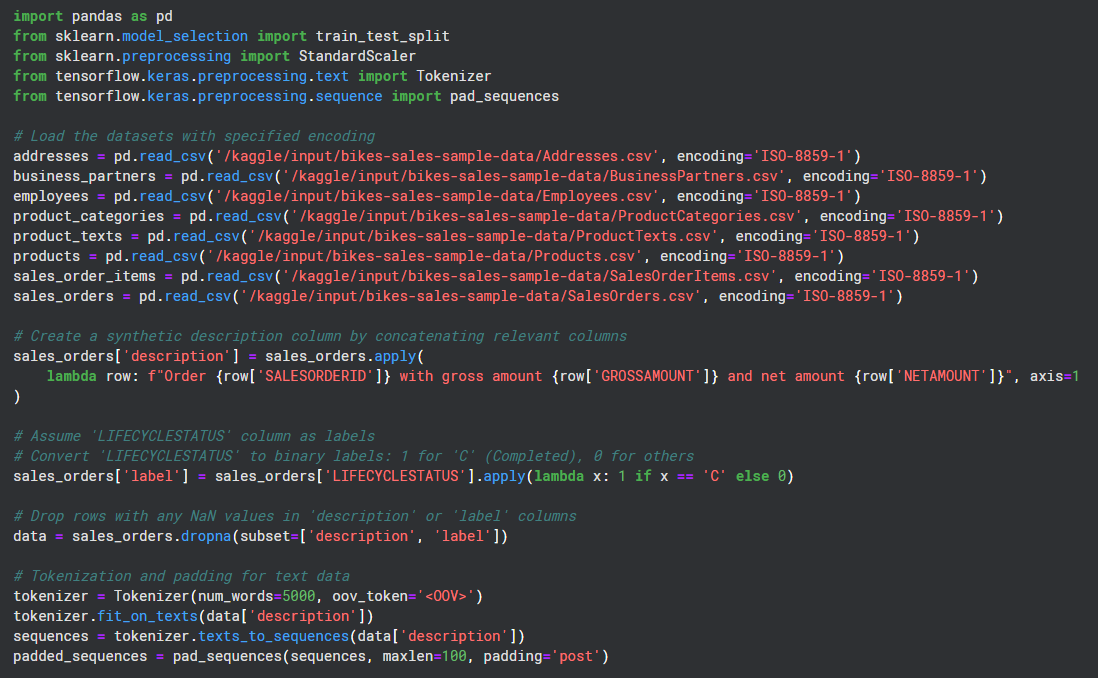 import pandas as pd
from sklearn.model_selection import train_test_split
from sklearn.preprocessing import StandardScaler
from tensorflow.keras.preprocessing.text import Tokenizer
from tensorflow.keras.preprocessing.sequence import pad_sequences

# Load the datasets with specified encoding
addresses = pd.read_csv('/kaggle/input/bikes-sales-sample-data/Addresses.csv', encoding='ISO-8859-1')
business_partners = pd.read_csv('/kaggle/input/bikes-sales-sample-data/BusinessPartners.csv', encoding='ISO-8859-1')
employees = pd.read_csv('/kaggle/input/bikes-sales-sample-data/Employees.csv', encoding='ISO-8859-1')
product_categories = pd.read_csv('/kaggle/input/bikes-sales-sample-data/ProductCategories.csv', encoding='ISO-8859-1')
product_texts = pd.read_csv('/kaggle/input/bikes-sales-sample-data/ProductTexts.csv', encoding='ISO-8859-1')
products = pd.read_csv('/kaggle/input/bikes-sales-sample-data/Products.csv', encoding='ISO-8859-1')
sales_order_items = pd.read_csv('/kaggle/input/bikes-sales-sample-data/SalesOrderItems.csv', encoding='ISO-8859-1')
sales_orders = pd.read_csv('/kaggle/input/bikes-sales-sample-data/SalesOrders.csv', encoding='ISO-8859-1')

# Create a synthetic description column by concatenating relevant columns
sales_orders['description'] = sales_orders.apply(
    lambda row: f"Order {row['SALESORDERID']} with gross amount {row['GROSSAMOUNT']} and net amount {row['NETAMOUNT']}", axis=1
)

# Assume 'LIFECYCLESTATUS' column as labels
# Convert 'LIFECYCLESTATUS' to binary labels: 1 for 'C' (Completed), 0 for others
sales_orders['label'] = sales_orders['LIFECYCLESTATUS'].apply(lambda x: 1 if x == 'C' else 0)

# Drop rows with any NaN values in 'description' or 'label' columns
data = sales_orders.dropna(subset=['description', 'label'])

# Tokenization and padding for text data
tokenizer = Tokenizer(num_words=5000, oov_token='<OOV>')
tokenizer.fit_on_texts(data['description'])
sequences = tokenizer.texts_to_sequences(data['description'])
padded_sequences = pad_sequences(sequences, maxlen=100, padding='post')